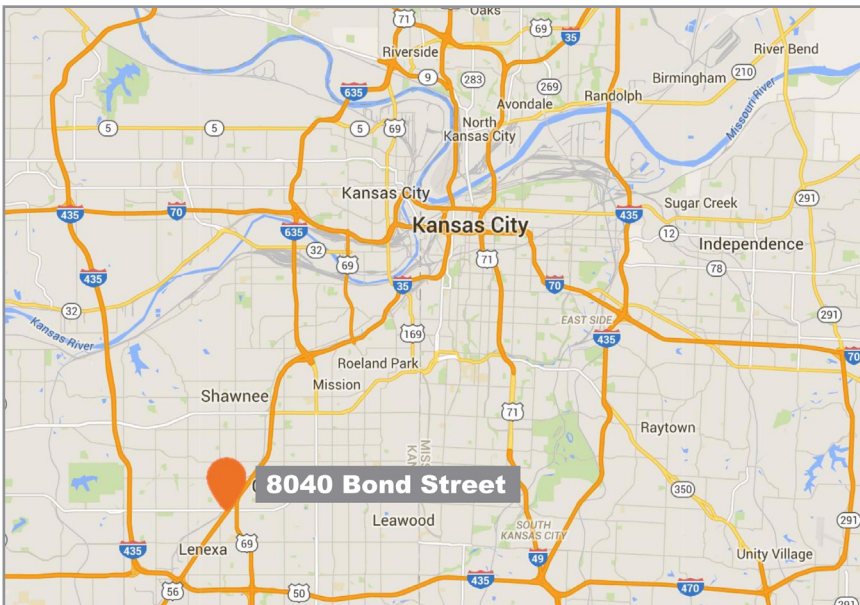 71
Oaks
69
35
Riverside
River Bend
635
9
283
269
Birmingham
210
Avondale
Randolph
5
5
5
69
North
Kansas City
Missouri River
Kansas City
291
435
70
435
Sugar Creek
635
Kansas City
12
Independence
32
69
71
78
435
35
70
32
Kansas River
EAST SIDE
291
169
435
70
Roeland Park
Mission
Shawnee
71
Raytown
8040 Bond Street
350
Leawood
SOUTH
KANSAS CITY
291
435
Lenexa
69
49
Unity Village
56
50
435
470
291